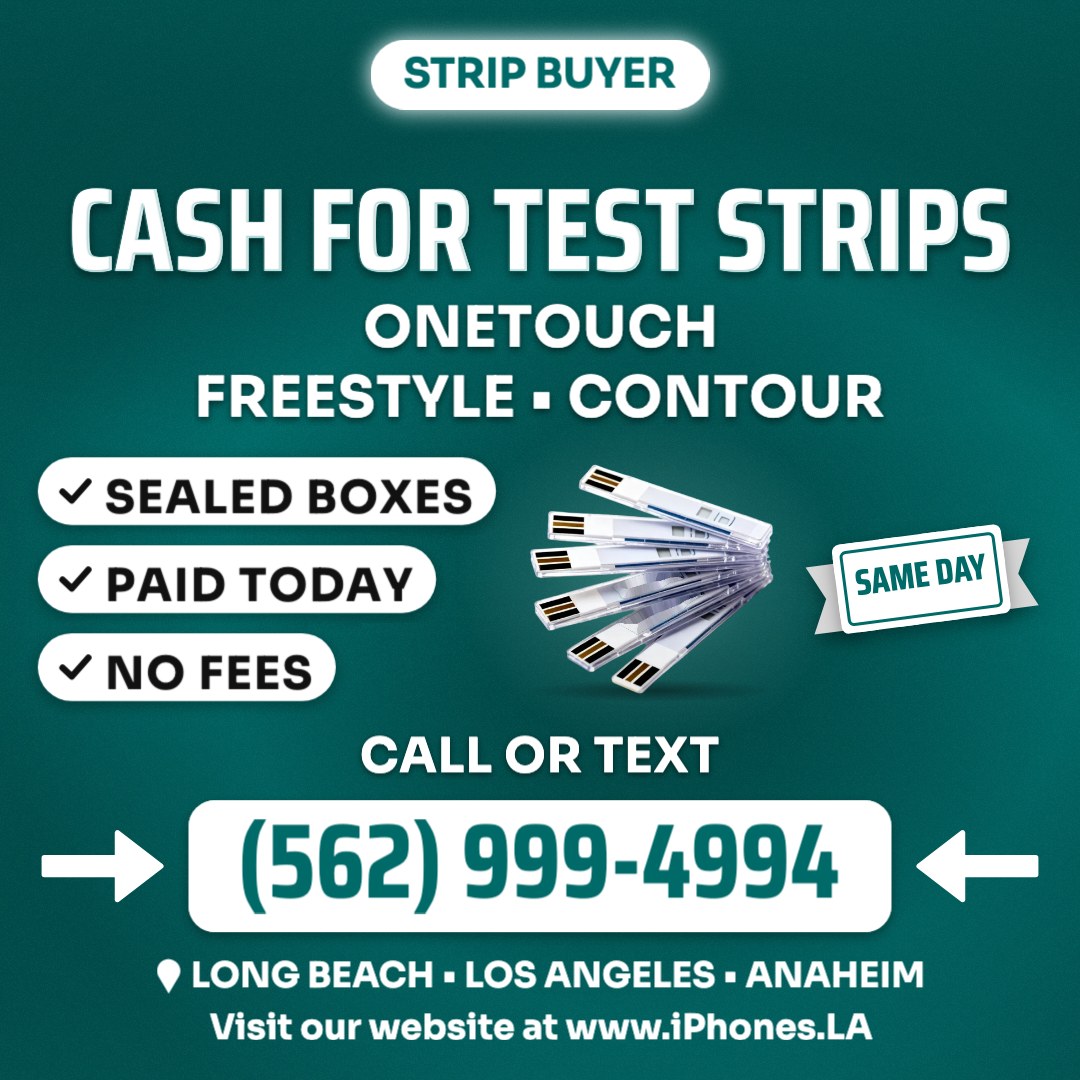 STRIP BUYER
CASH FOR TEST STRIPS
ONETOUCH
FREESTYLE ▪ CONTOUR
✓ SEALED BOXES
✓ PAID TODAY
✓ NO FEES
SAME DAY
CALL OR TEXT
(562) 999-4994
LONG BEACH ▪ LOS ANGELES ▪ ANAHEIM
Visit our website at www.iPhones.LA